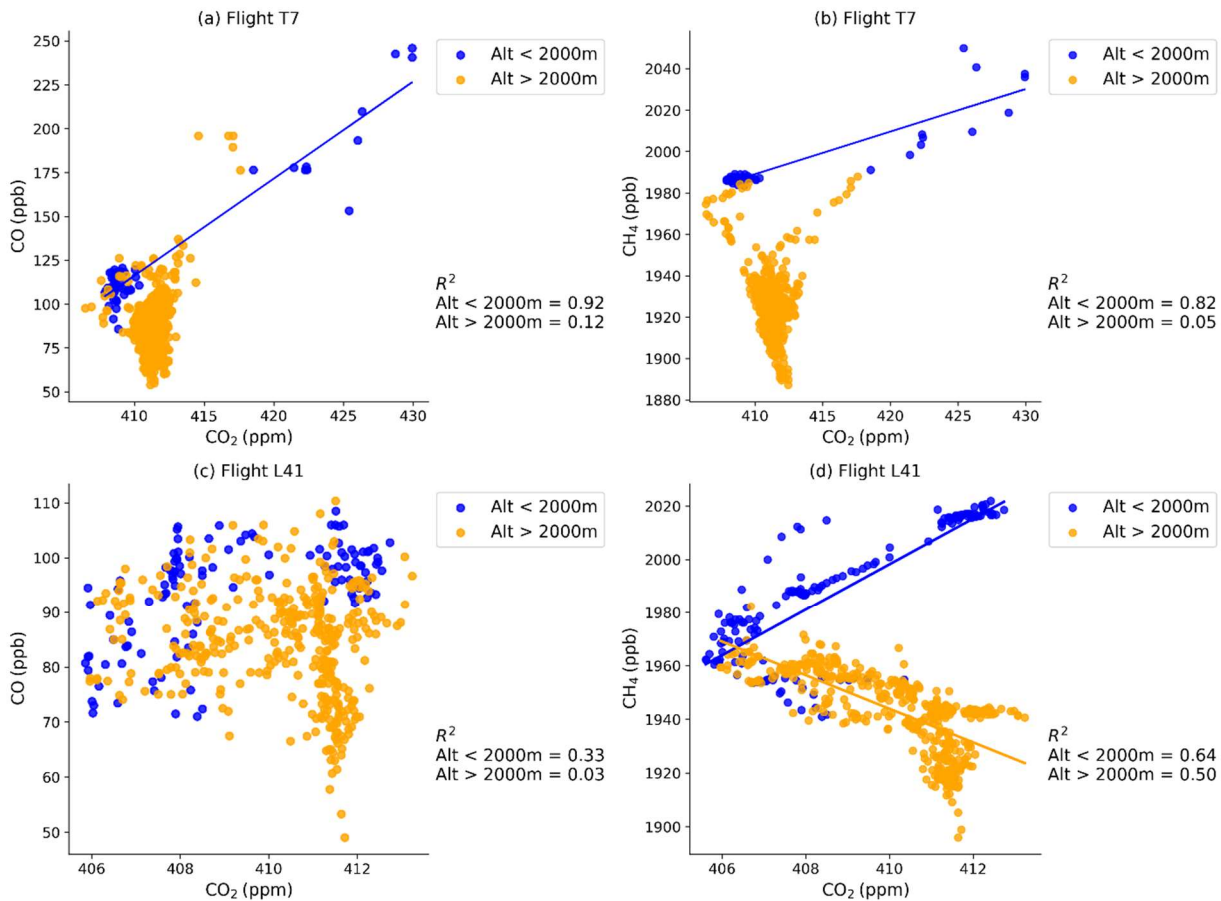 (a) Flight T7
250
225
200
175
150
125
100
75
50
CO (ppb)
410
415
420
425
430
CO₂ (ppm)
Alt < 2000m
Alt > 2000m
R²
Alt < 2000m = 0.92
Alt > 2000m = 0.12
(b) Flight T7
2040
2020
2000
1980
1960
1940
1920
1900
1880
CH₄ (ppb)
410
415
420
425
430
CO₂ (ppm)
Alt < 2000m
Alt > 2000m
R²
Alt < 2000m = 0.82
Alt > 2000m = 0.05
(c) Flight L41
110
100
90
80
70
60
50
CO (ppb)
406
408
410
412
CO₂ (ppm)
Alt < 2000m
Alt > 2000m
R²
Alt < 2000m = 0.33
Alt > 2000m = 0.03
(d) Flight L41
2020
2000
1980
1960
1940
1920
1900
CH₄ (ppb)
406
408
410
412
CO₂ (ppm)
Alt < 2000m
Alt > 2000m
R²
Alt < 2000m = 0.64
Alt > 2000m = 0.50